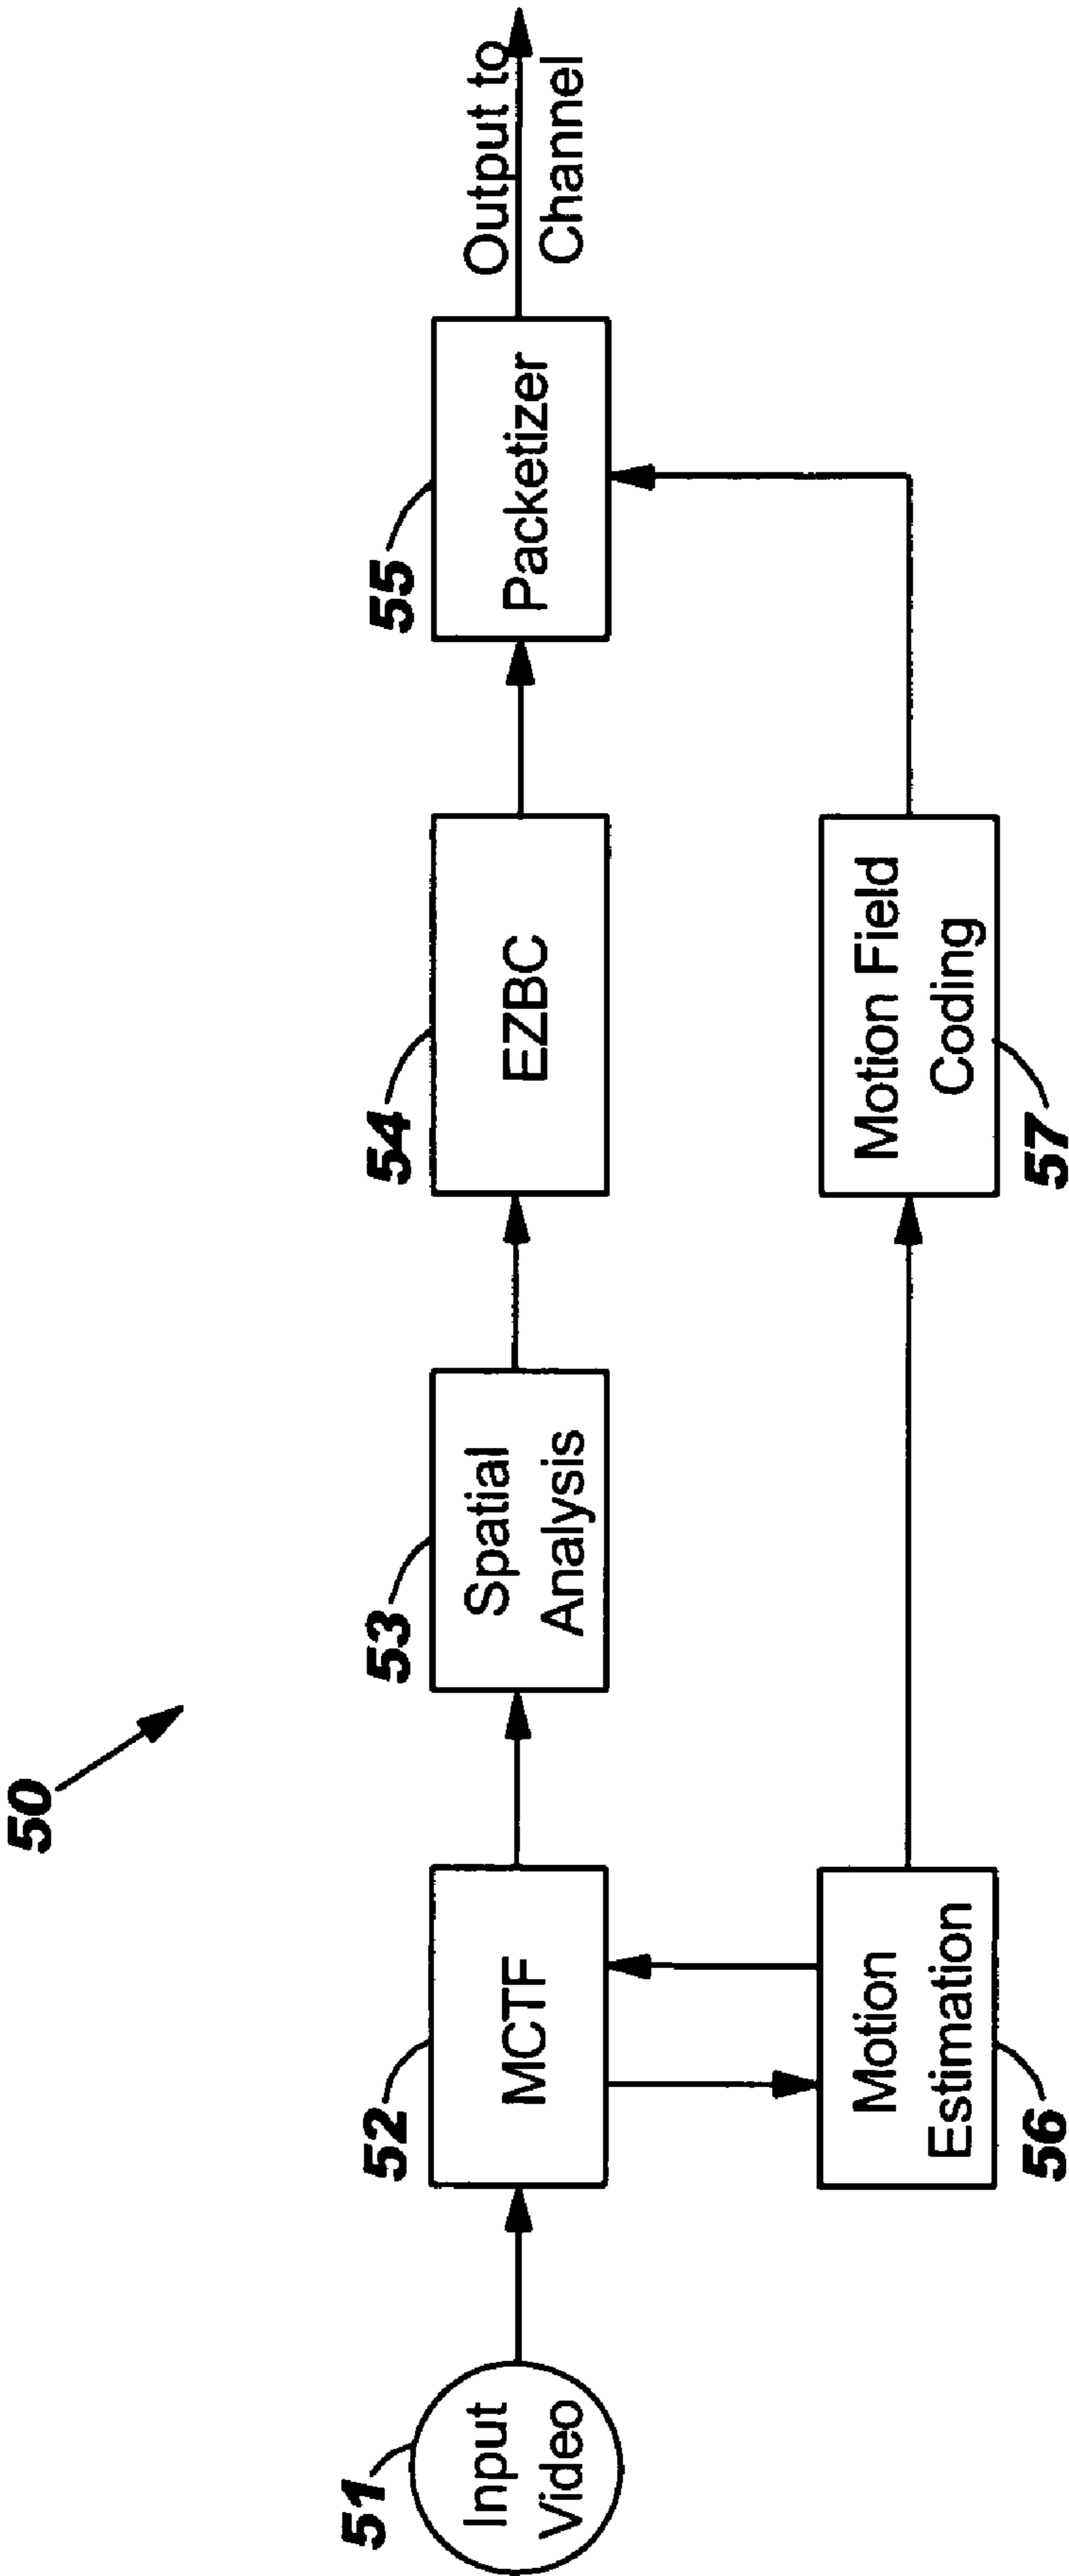 50
51
Input
Video
52
MCTF
53
Spatial
Analysis
54
EZBC
55
Packetizer
Output to
Channel
Motion
Estimation
56
Motion Field
Coding
57